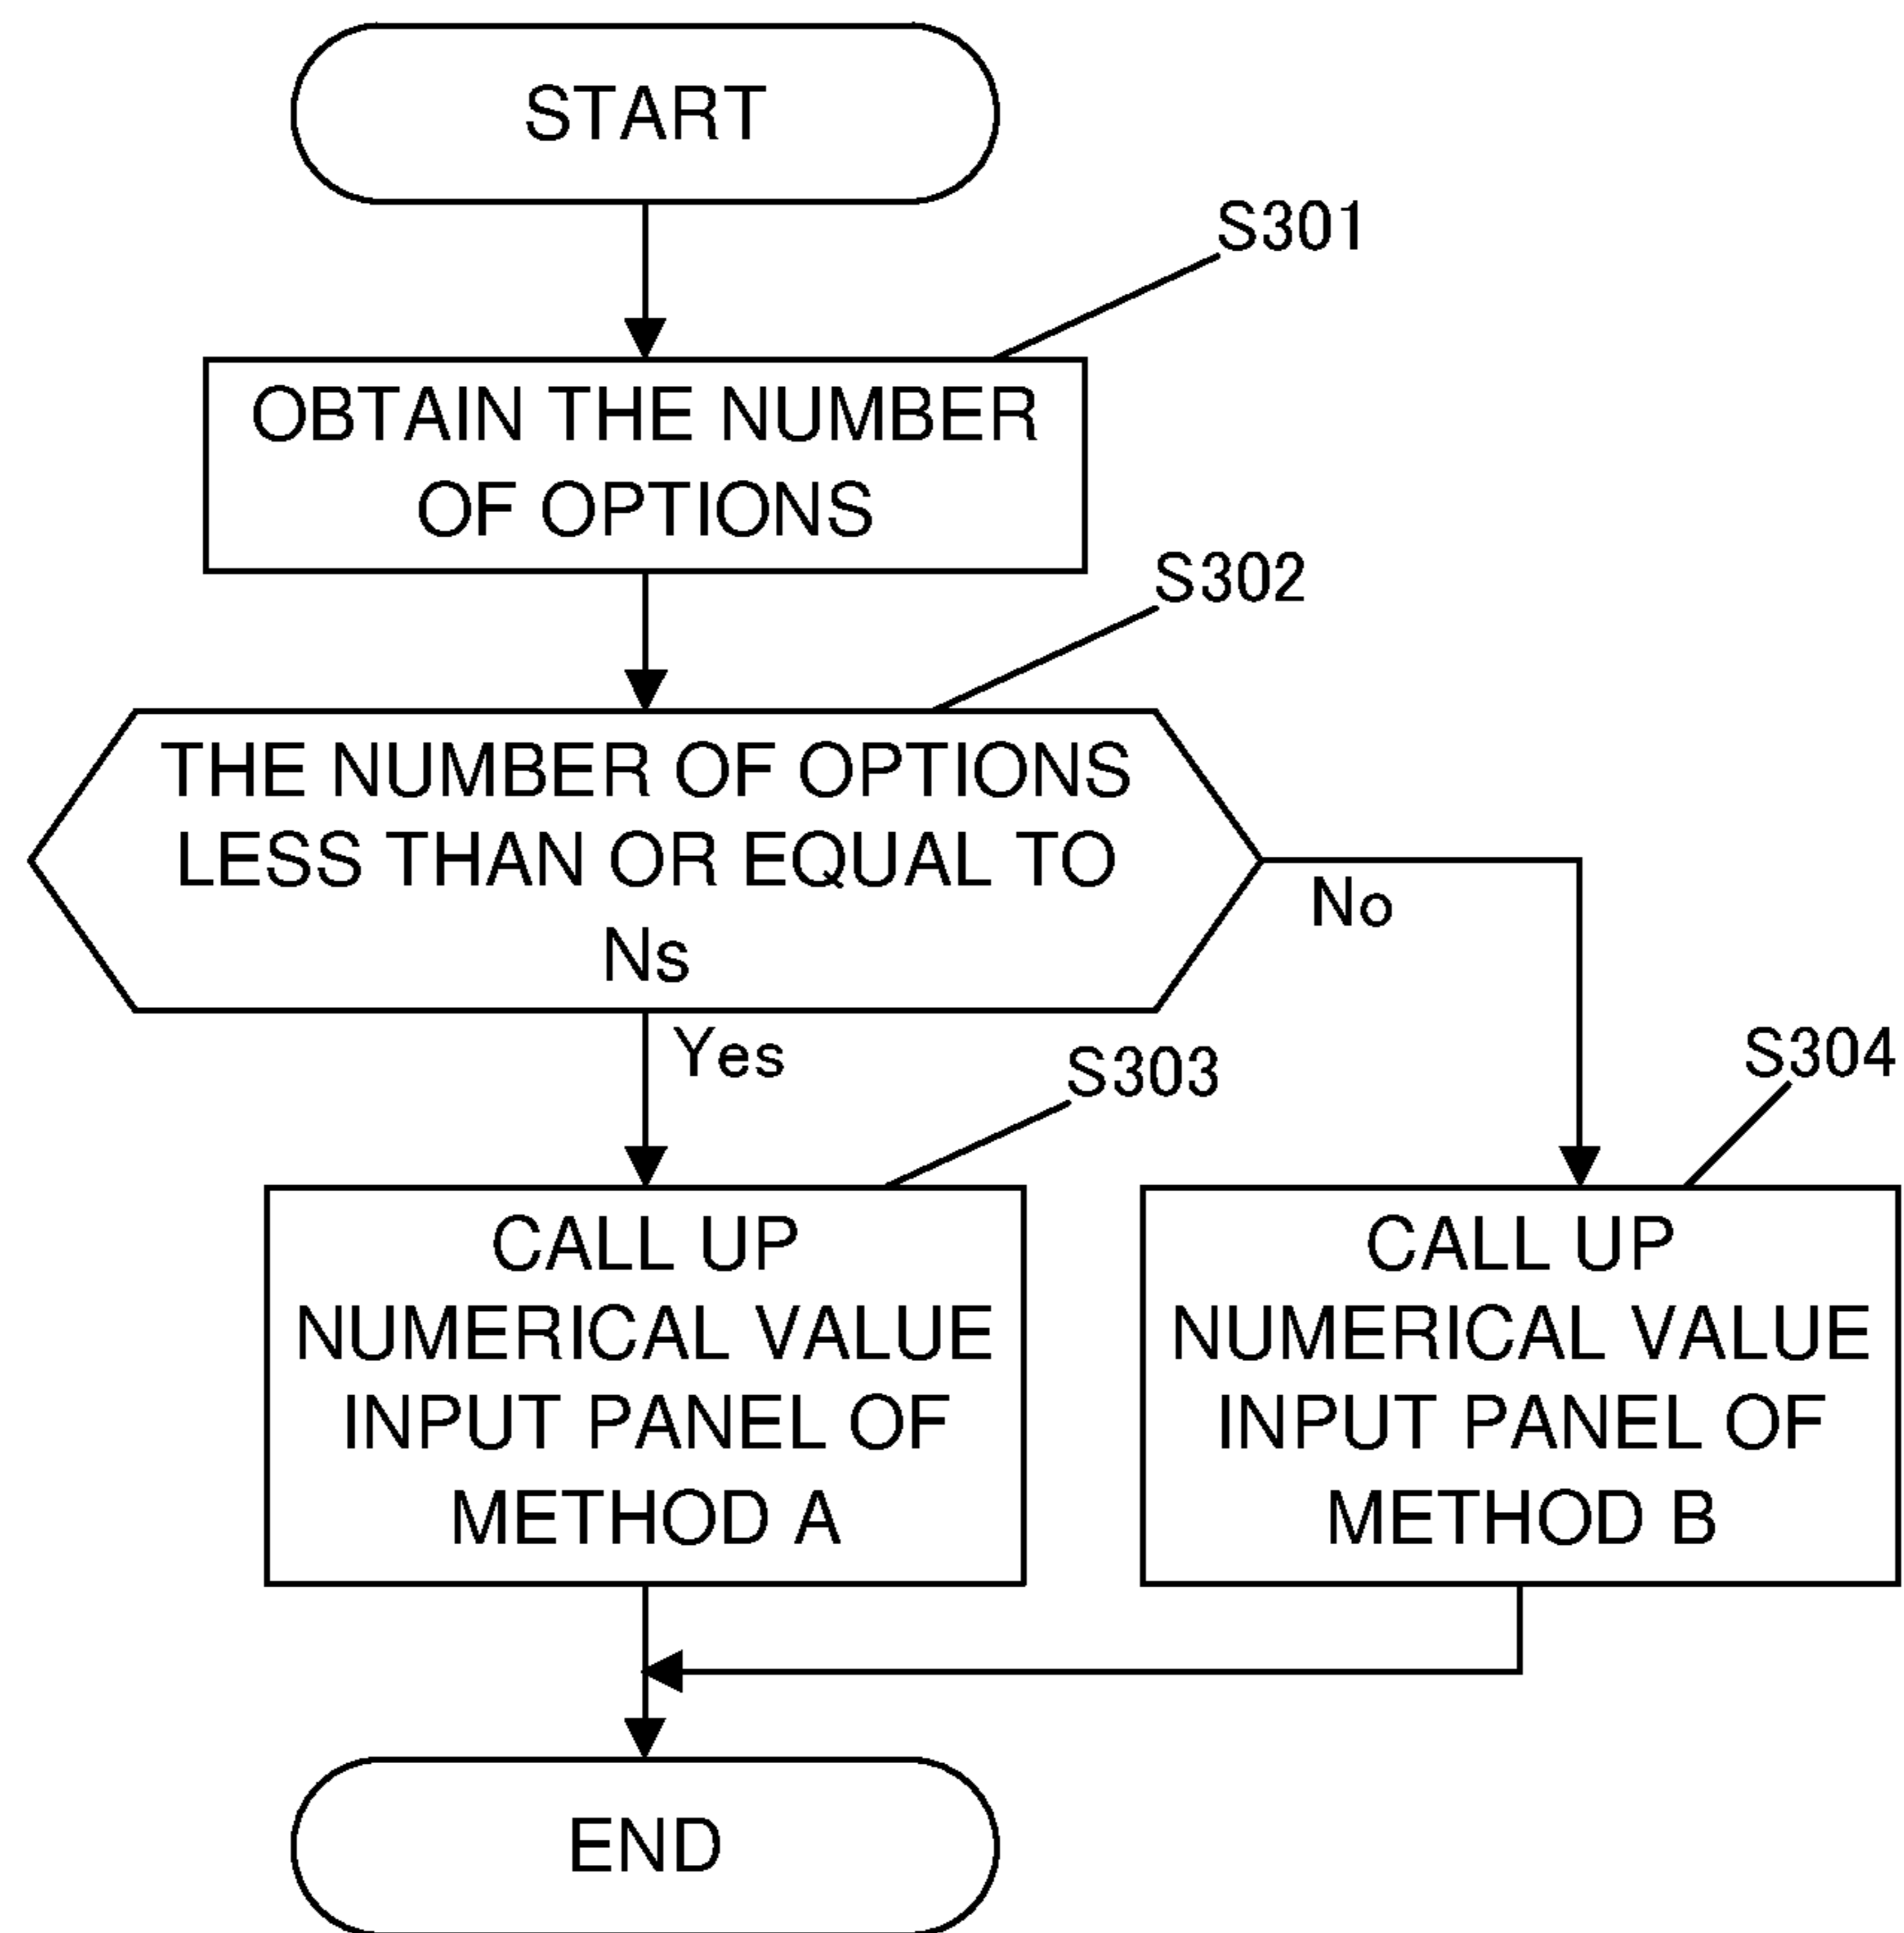 START
S301
OBTAIN THE NUMBER
OF OPTIONS
S302
THE NUMBER OF OPTIONS
LESS THAN OR EQUAL TO
Ns
No
Yes
S303
S304
CALL UP
NUMERICAL VALUE
INPUT PANEL OF
METHOD A
CALL UP
NUMERICAL VALUE
INPUT PANEL OF
METHOD B
END